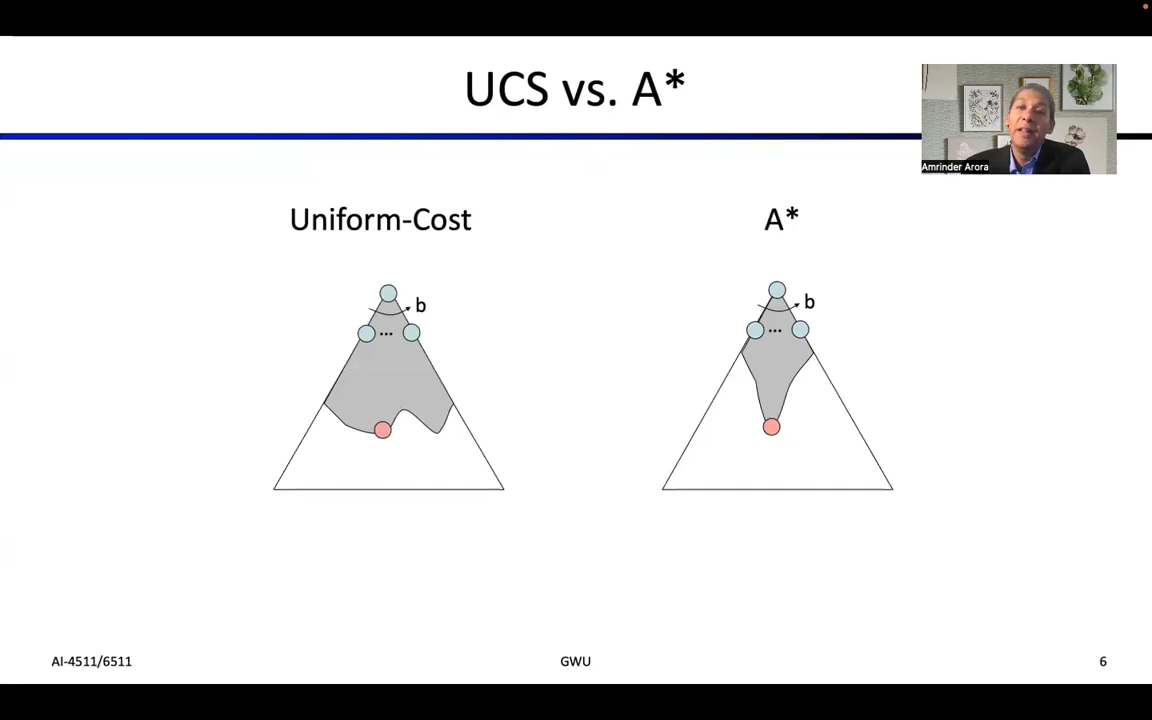 UCS vs. A*
Amrinder Arora
Uniform-Cost
A*
b
...
b
...
AI-4511/6511
GWU
6